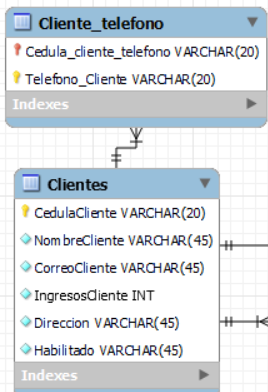 Cliente_telefono
Cedula_cliente_telefono VARCHAR(20)
Telefono_Cliente VARCHAR(20)
Indexes
Clientes
CedulaCliente VARCHAR(20)
NombreCliente VARCHAR(45)
CorreoCliente VARCHAR(45)
IngresosCliente INT
Direccion VARCHAR(45)
Habilitado VARCHAR(45)
Indexes